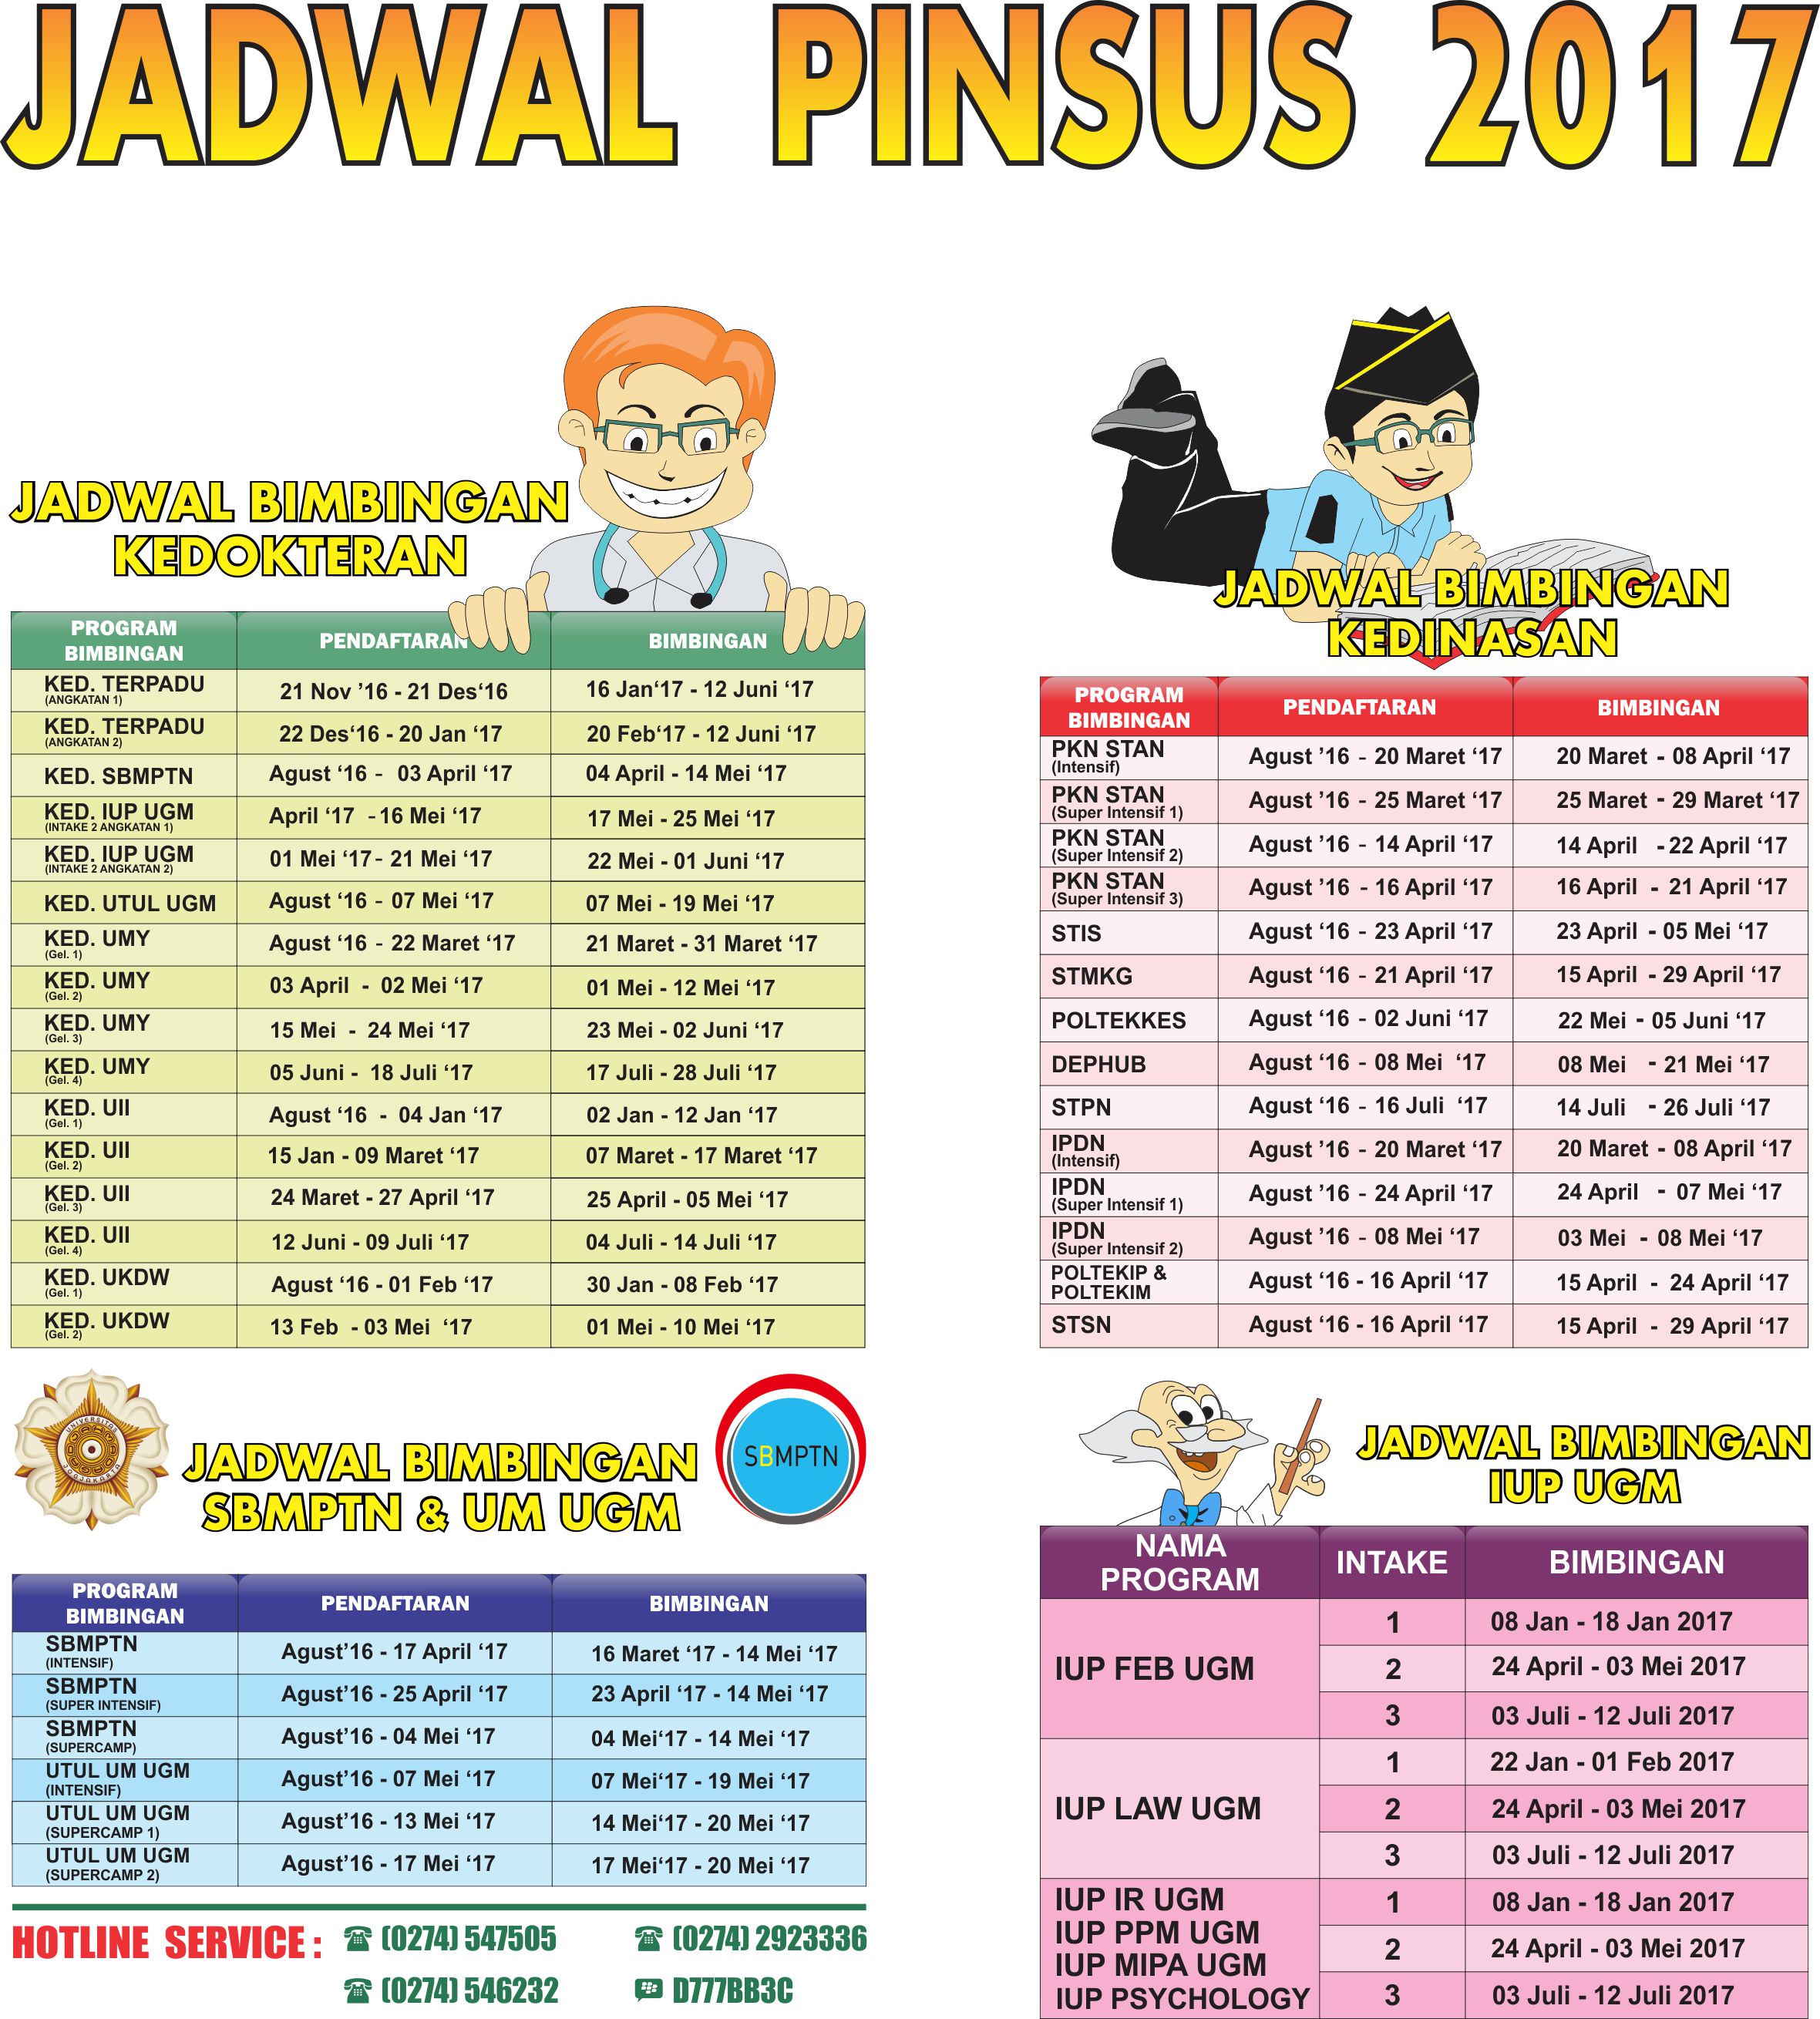 JADWAL PINSUS 2017
JADWAL BIMBINGAN
KEDOKTERAN
PROGRAM
BIMBINGAN
PENDAFTARAN
BIMBINGAN
KED. TERPADU
(ANGKATAN 1)
21 Nov ’16 - 21 Des‘16
16 Jan‘17 - 12 Juni ‘17
KED. TERPADU
(ANGKATAN 2)
22 Des‘16 - 20 Jan ‘17
20 Feb‘17 - 12 Juni ‘17
KED. SBMPTN
Agust ‘16 - 03 April ‘17
04 April - 14 Mei ‘17
KED. IUP UGM
(INTAKE 2 ANGKATAN 1)
April ‘17 - 16 Mei ‘17
17 Mei - 25 Mei ‘17
KED. IUP UGM
(INTAKE 2 ANGKATAN 2)
01 Mei ‘17 - 21 Mei ‘17
22 Mei - 01 Juni ‘17
KED. UTUL UGM
Agust ‘16 - 07 Mei ‘17
07 Mei - 19 Mei ‘17
KED. UMY
(Gel. 1)
Agust ‘16 - 22 Maret ‘17
21 Maret - 31 Maret ‘17
KED. UMY
(Gel. 2)
03 April - 02 Mei ‘17
01 Mei - 12 Mei ‘17
KED. UMY
(Gel. 3)
15 Mei - 24 Mei ‘17
23 Mei - 02 Juni ‘17
KED. UMY
(Gel. 4)
05 Juni - 18 Juli ‘17
17 Juli - 28 Juli ‘17
KED. UII
(Gel. 1)
Agust ‘16 - 04 Jan ‘17
02 Jan - 12 Jan ‘17
KED. UII
(Gel. 2)
15 Jan - 09 Maret ‘17
07 Maret - 17 Maret ‘17
KED. UII
(Gel. 3)
24 Maret - 27 April ‘17
25 April - 05 Mei ‘17
KED. UII
(Gel. 4)
12 Juni - 09 Juli ‘17
04 Juli - 14 Juli ‘17
KED. UKDW
(Gel. 1)
Agust ‘16 - 01 Feb ‘17
30 Jan - 08 Feb ‘17
KED. UKDW
(Gel. 2)
13 Feb - 03 Mei ‘17
01 Mei - 10 Mei ‘17
JADWAL BIMBINGAN
KEDINASAN
PROGRAM
BIMBINGAN
PENDAFTARAN
BIMBINGAN
PKN STAN
(Intensif)
Agust ’16 - 20 Maret ‘17
20 Maret - 08 April ‘17
PKN STAN
(Super Intensif 1)
Agust ’16 - 25 Maret ‘17
25 Maret - 29 Maret ‘17
PKN STAN
(Super Intensif 2)
Agust ’16 - 14 April ‘17
14 April - 22 April ‘17
PKN STAN
(Super Intensif 3)
Agust ’16 - 16 April ‘17
16 April - 21 April ‘17
STIS
Agust ‘16 - 23 April ‘17
23 April - 05 Mei ‘17
STMKG
Agust ‘16 - 21 April ‘17
15 April - 29 April ‘17
POLTEKKES
Agust ‘16 - 02 Juni ‘17
22 Mei - 05 Juni ‘17
DEPHUB
Agust ‘16 - 08 Mei ‘17
08 Mei - 21 Mei ‘17
STPN
Agust ‘16 - 16 Juli ‘17
14 Juli - 26 Juli ‘17
IPDN
(Intensif)
Agust ’16 - 20 Maret ‘17
20 Maret - 08 April ‘17
IPDN
(Super Intensif 1)
Agust ’16 - 24 April ‘17
24 April - 07 Mei ‘17
IPDN
(Super Intensif 2)
Agust ’16 - 08 Mei ‘17
03 Mei - 08 Mei ‘17
POLTEKIP &
POLTEKIM
Agust ‘16 - 16 April ‘17
15 April - 24 April ‘17
STSN
Agust ‘16 - 16 April ‘17
15 April - 29 April ‘17
UNIVERSITAS
JOGJAKARTA
JADWAL BIMBINGAN
SBMPTN & UM UGM
SBMPTN
PROGRAM
BIMBINGAN
PENDAFTARAN
BIMBINGAN
SBMPTN
(INTENSIF)
Agust’16 - 17 April ‘17
16 Maret ‘17 - 14 Mei ‘17
SBMPTN
(SUPER INTENSIF)
Agust’16 - 25 April ‘17
23 April ‘17 - 14 Mei ‘17
SBMPTN
(SUPERCAMP)
Agust’16 - 04 Mei ‘17
04 Mei‘17 - 14 Mei ‘17
UTUL UM UGM
(INTENSIF)
Agust’16 - 07 Mei ‘17
07 Mei‘17 - 19 Mei ‘17
UTUL UM UGM
(SUPERCAMP 1)
Agust’16 - 13 Mei ‘17
14 Mei‘17 - 20 Mei ‘17
UTUL UM UGM
(SUPERCAMP 2)
Agust’16 - 17 Mei ‘17
17 Mei‘17 - 20 Mei ‘17
HOTLINE SERVICE :
(0274) 547505
(0274) 2923336
(0274) 546232
D777BB3C
JADWAL BIMBINGAN
IUP UGM
NAMA
PROGRAM
INTAKE
BIMBINGAN
IUP FEB UGM
1
08 Jan - 18 Jan 2017
2
24 April - 03 Mei 2017
3
03 Juli - 12 Juli 2017
IUP LAW UGM
1
22 Jan - 01 Feb 2017
2
24 April - 03 Mei 2017
3
03 Juli - 12 Juli 2017
IUP IR UGM
IUP PPM UGM
IUP MIPA UGM
IUP PSYCHOLOGY
1
08 Jan - 18 Jan 2017
2
24 April - 03 Mei 2017
3
03 Juli - 12 Juli 2017